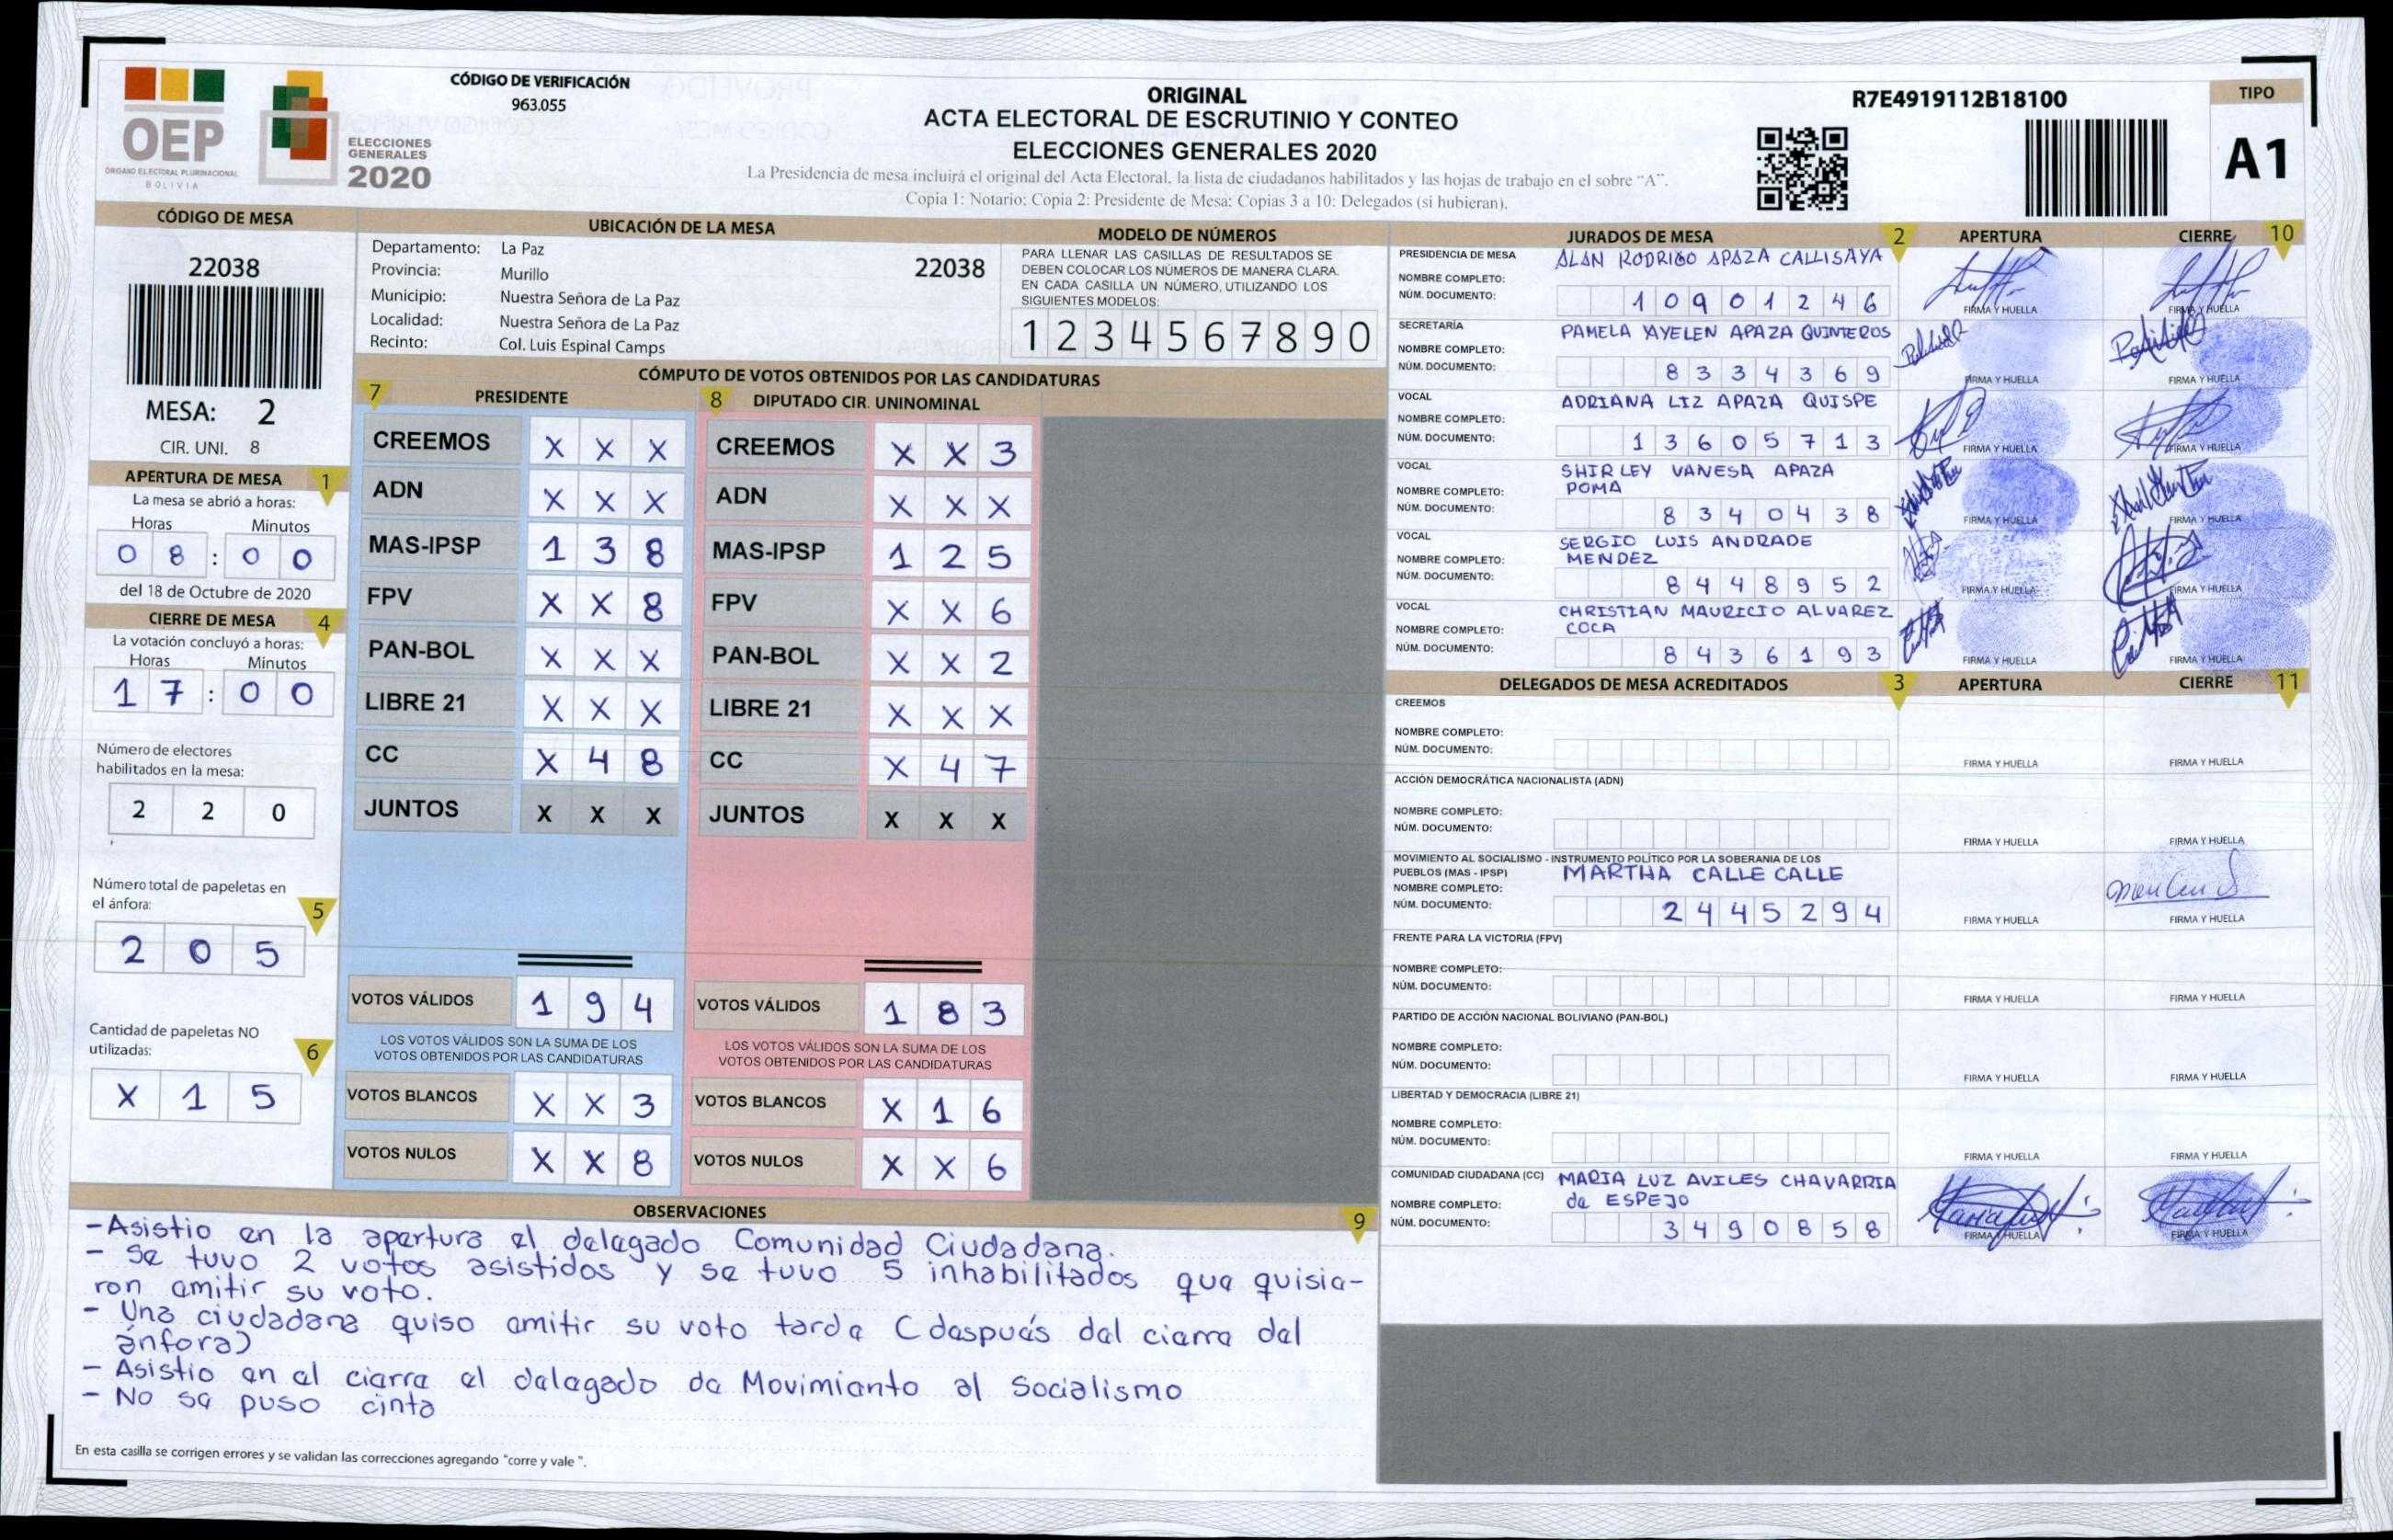 OEP
ÓRGANO ELECTORAL PLURINACIONAL
BOLIVIA
ELECCIONES
GENERALES
2020
CÓDIGO DE VERIFICACIÓN
963.055
ORIGINAL
ACTA ELECTORAL DE ESCRUTINIO Y CONTEO
ELECCIONES GENERALES 2020
La Presidencia de mesa incluirá el original del Acta Electoral, la lista de ciudadanos habilitados y las hojas de trabajo en el sobre "A".
Copia 1: Notario; Copia 2: Presidente de Mesa; Copias 3 a 10: Delegados (si hubieran).
R7E4919112B18100
TIPO
A1
CÓDIGO DE MESA
22038
MESA: 2
CIR. UNI. 8
APERTURA DE MESA 1
La mesa se abrió a horas:
Horas Minutos
0 8 : 0 0
del 18 de Octubre de 2020
CIERRE DE MESA 4
La votación concluyó a horas:
Horas Minutos
1 7 : 0 0
Número de electores
habilitados en la mesa:
2 2 0
Número total de papeletas en
el ánfora: 5
2 0 5
Cantidad de papeletas NO
utilizadas: 6
X 1 5
UBICACIÓN DE LA MESA
Departamento: La Paz
Provincia: Murillo
22038
Municipio: Nuestra Señora de La Paz
Localidad: Nuestra Señora de La Paz
Recinto: Col. Luis Espinal Camps
MODELO DE NÚMEROS
PARA LLENAR LAS CASILLAS DE RESULTADOS SE
DEBEN COLOCAR LOS NÚMEROS DE MANERA CLARA.
EN CADA CASILLA UN NÚMERO, UTILIZANDO LOS
SIGUIENTES MODELOS:
1 2 3 4 5 6 7 8 9 0
CÓMPUTO DE VOTOS OBTENIDOS POR LAS CANDIDATURAS
7 PRESIDENTE
CREEMOS X X X
ADN X X X
MAS-IPSP 1 3 8
FPV X X 8
PAN-BOL X X X
LIBRE 21 X X X
CC X 4 8
JUNTOS X X X
VOTOS VÁLIDOS 1 9 4
LOS VOTOS VÁLIDOS SON LA SUMA DE LOS
VOTOS OBTENIDOS POR LAS CANDIDATURAS
VOTOS BLANCOS X X 3
VOTOS NULOS X X 8
8 DIPUTADO CIR. UNINOMINAL
CREEMOS X X 3
ADN X X X
MAS-IPSP 1 2 5
FPV X X 6
PAN-BOL X X 2
LIBRE 21 X X X
CC X 4 7
JUNTOS X X X
VOTOS VÁLIDOS 1 8 3
LOS VOTOS VÁLIDOS SON LA SUMA DE LOS
VOTOS OBTENIDOS POR LAS CANDIDATURAS
VOTOS BLANCOS X 1 6
VOTOS NULOS X X 6
OBSERVACIONES 9
-Asistio en la apertura el delegado Comunidad Ciudadana.
- Se tuvo 2 votos asistidos y se tuvo 5 inhabilitados que quisie-
ron emitir su voto.
- Una ciudadana quiso emitir su voto tarde (después del cierre del
ánfora)
- Asistio en el cierre el delegado de Movimiento al Socialismo
- No se puso cinta
En esta casilla se corrigen errores y se validan las correcciones agregando "corre y vale ".
JURADOS DE MESA 2 APERTURA CIERRE 10
PRESIDENCIA DE MESA
NOMBRE COMPLETO: ALAN RODRIGO APAZA CALLISAYA
NÚM. DOCUMENTO: 1 0 9 0 1 2 4 6
FIRMA Y HUELLA FIRMA Y HUELLA
SECRETARÍA
NOMBRE COMPLETO: PAMELA YAYELEN APAZA QUINTEROS
NÚM. DOCUMENTO: 8 3 3 4 3 6 9
FIRMA Y HUELLA FIRMA Y HUELLA
VOCAL
NOMBRE COMPLETO: ADRIANA LIZ APAZA QUISPE
NÚM. DOCUMENTO: 1 3 6 0 5 7 1 3
FIRMA Y HUELLA FIRMA Y HUELLA
VOCAL
NOMBRE COMPLETO: SHIRLEY VANESA APAZA
POMA
NÚM. DOCUMENTO: 8 3 4 0 4 3 8
FIRMA Y HUELLA FIRMA Y HUELLA
VOCAL
NOMBRE COMPLETO: SERGIO LUIS ANDRADE
MENDEZ
NÚM. DOCUMENTO: 8 4 4 8 9 5 2
FIRMA Y HUELLA FIRMA Y HUELLA
VOCAL
NOMBRE COMPLETO: CHRISTIAN MAURICIO ALVAREZ
COCA
NÚM. DOCUMENTO: 8 4 3 6 1 9 3
FIRMA Y HUELLA FIRMA Y HUELLA
DELEGADOS DE MESA ACREDITADOS 3 APERTURA CIERRE 11
CREEMOS
NOMBRE COMPLETO:
NÚM. DOCUMENTO:
FIRMA Y HUELLA FIRMA Y HUELLA
ACCIÓN DEMOCRÁTICA NACIONALISTA (ADN)
NOMBRE COMPLETO:
NÚM. DOCUMENTO:
FIRMA Y HUELLA FIRMA Y HUELLA
MOVIMIENTO AL SOCIALISMO - INSTRUMENTO POLÍTICO POR LA SOBERANIA DE LOS
PUEBLOS (MAS - IPSP)
NOMBRE COMPLETO: MARTHA CALLE CALLE
NÚM. DOCUMENTO: 2 4 4 5 2 9 4
FIRMA Y HUELLA FIRMA Y HUELLA
FRENTE PARA LA VICTORIA (FPV)
NOMBRE COMPLETO:
NÚM. DOCUMENTO:
FIRMA Y HUELLA FIRMA Y HUELLA
PARTIDO DE ACCIÓN NACIONAL BOLIVIANO (PAN-BOL)
NOMBRE COMPLETO:
NÚM. DOCUMENTO:
FIRMA Y HUELLA FIRMA Y HUELLA
LIBERTAD Y DEMOCRACIA (LIBRE 21)
NOMBRE COMPLETO:
NÚM. DOCUMENTO:
FIRMA Y HUELLA FIRMA Y HUELLA
COMUNIDAD CIUDADANA (CC)
NOMBRE COMPLETO: MARIA LUZ AVILES CHAVARRIA
de ESPEJO
NÚM. DOCUMENTO: 3 4 9 0 8 5 8
FIRMA Y HUELLA FIRMA Y HUELLA